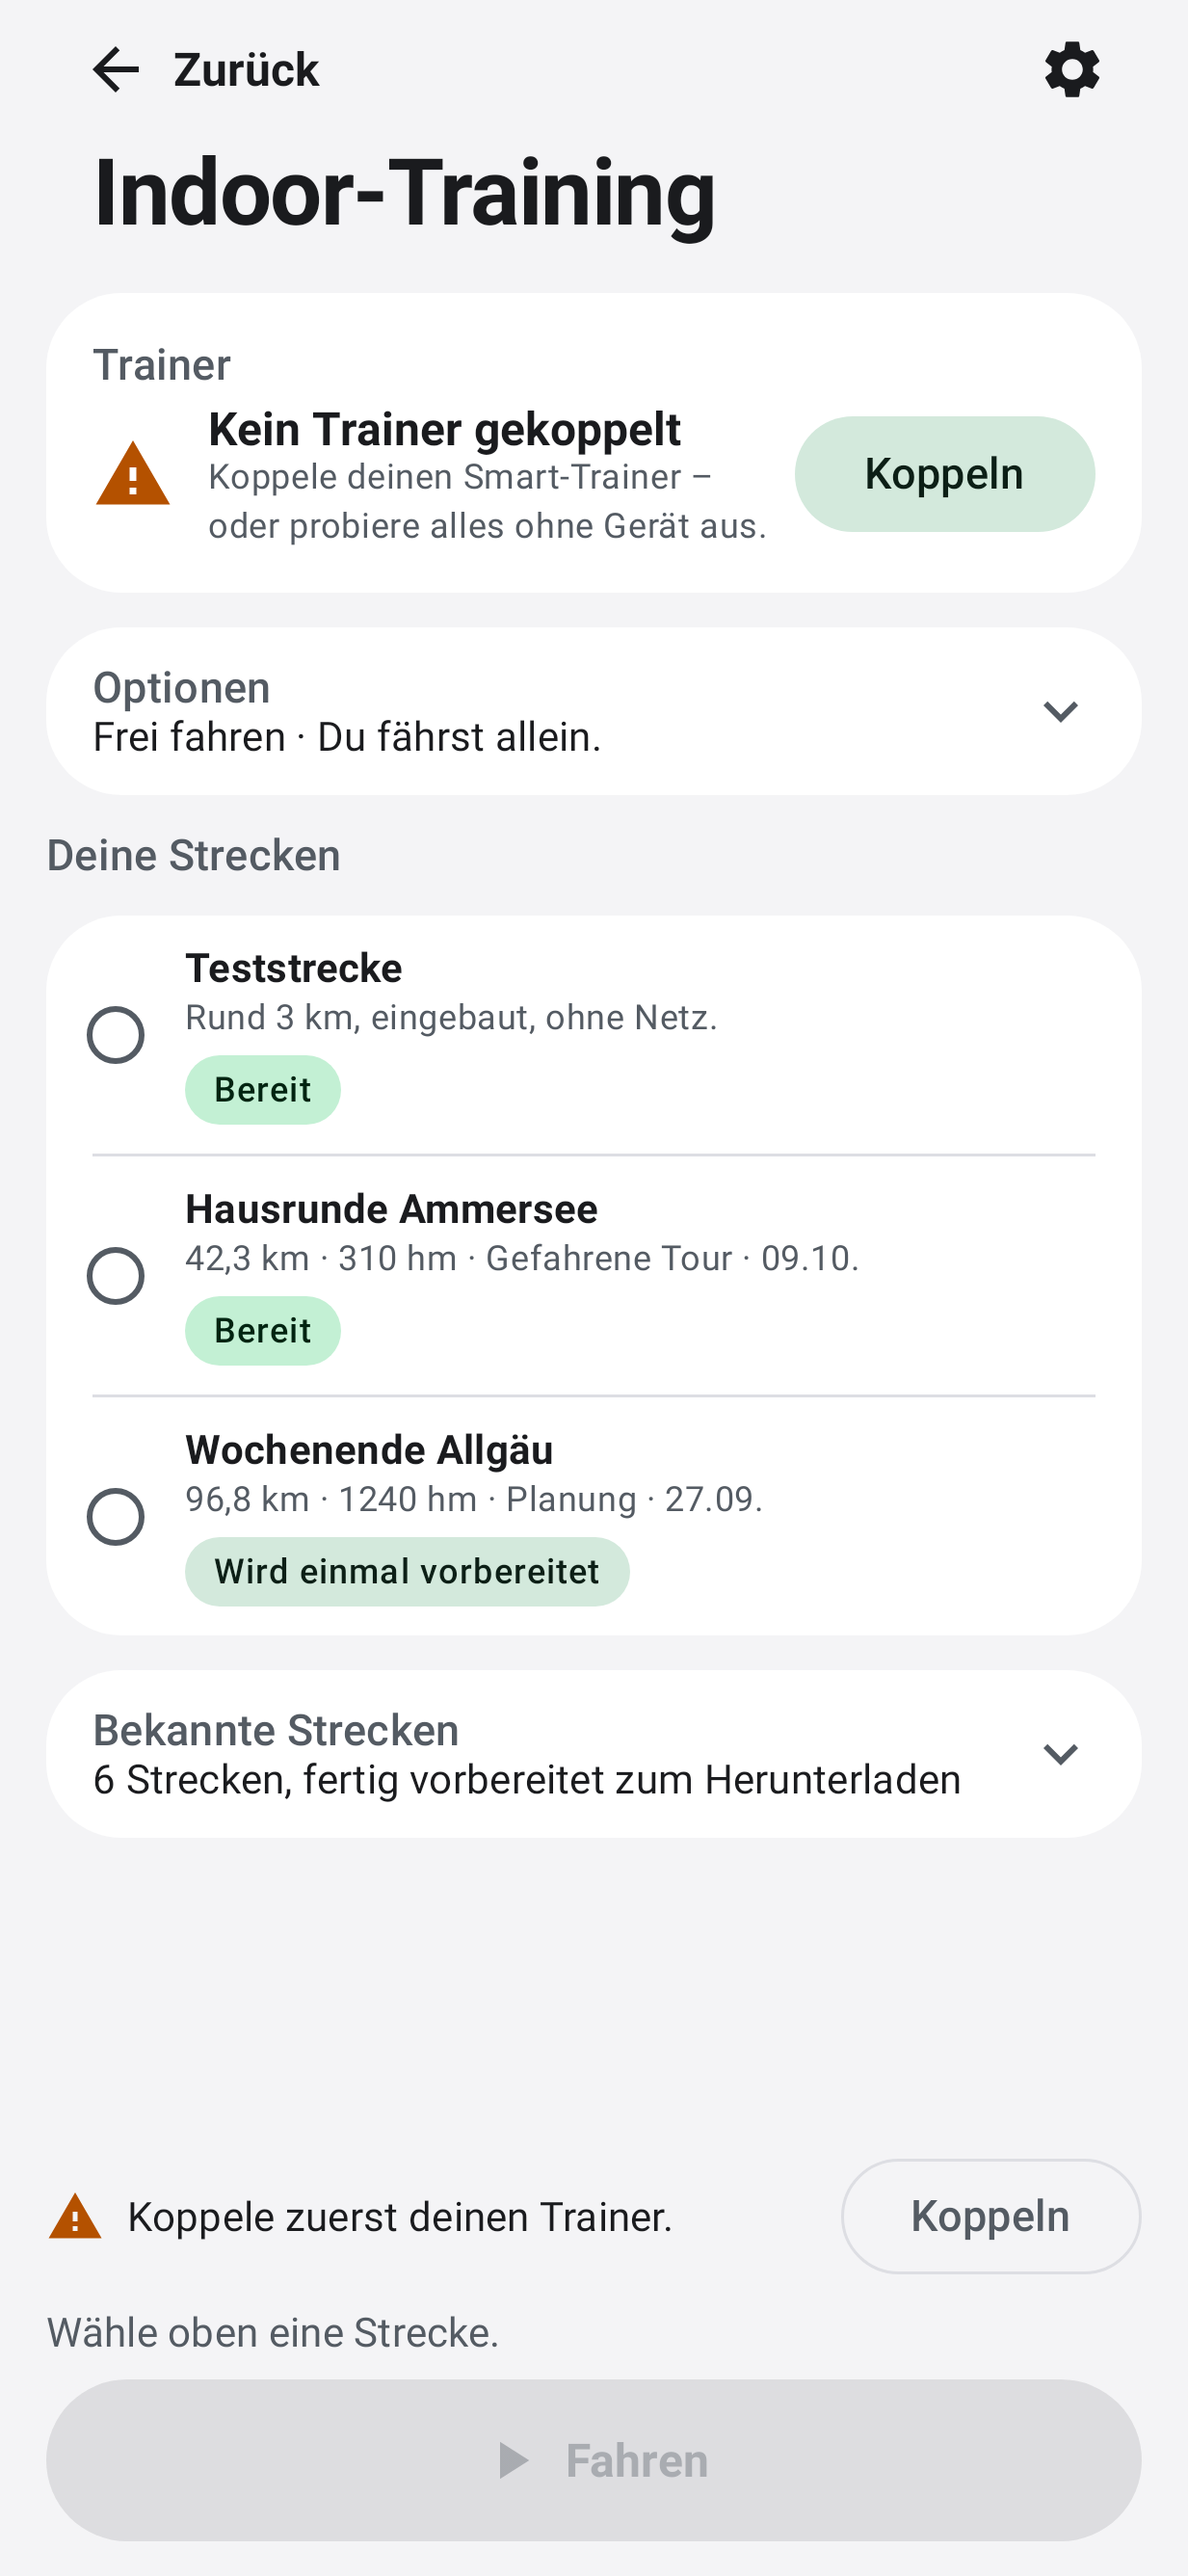 Zurück
Indoor-Training
Trainer
Kein Trainer gekoppelt
Koppele deinen Smart-Trainer –
oder probiere alles ohne Gerät aus.
Koppeln
Optionen
Frei fahren · Du fährst allein.
Deine Strecken
Teststrecke
Rund 3 km, eingebaut, ohne Netz.
Bereit
Hausrunde Ammersee
42,3 km · 310 hm · Gefahrene Tour · 09.10.
Bereit
Wochenende Allgäu
96,8 km · 1240 hm · Planung · 27.09.
Wird einmal vorbereitet
Bekannte Strecken
6 Strecken, fertig vorbereitet zum Herunterladen
Koppele zuerst deinen Trainer.
Koppeln
Wähle oben eine Strecke.
Fahren